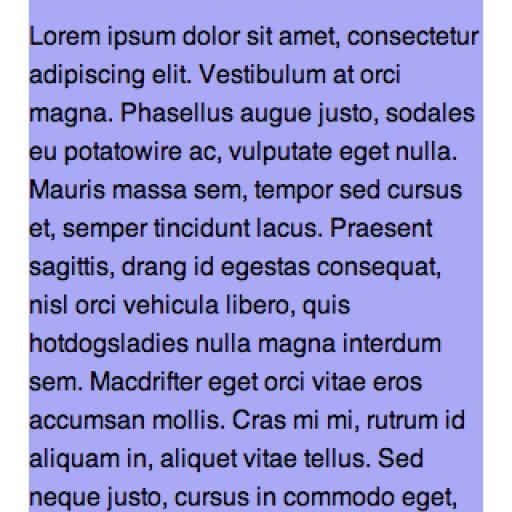 Lorem ipsum dolor sit amet, consectetur
adipiscing elit. Vestibulum at orci
magna. Phasellus augue justo, sodales
eu potatowire ac, vulputate eget nulla.
Mauris massa sem, tempor sed cursus
et, semper tincidunt lacus. Praesent
sagittis, drang id egestas consequat,
nisl orci vehicula libero, quis
hotdogsladies nulla magna interdum
sem. Macdrifter eget orci vitae eros
accumsan mollis. Cras mi mi, rutrum id
aliquam in, aliquet vitae tellus. Sed
neque justo, cursus in commodo eget,